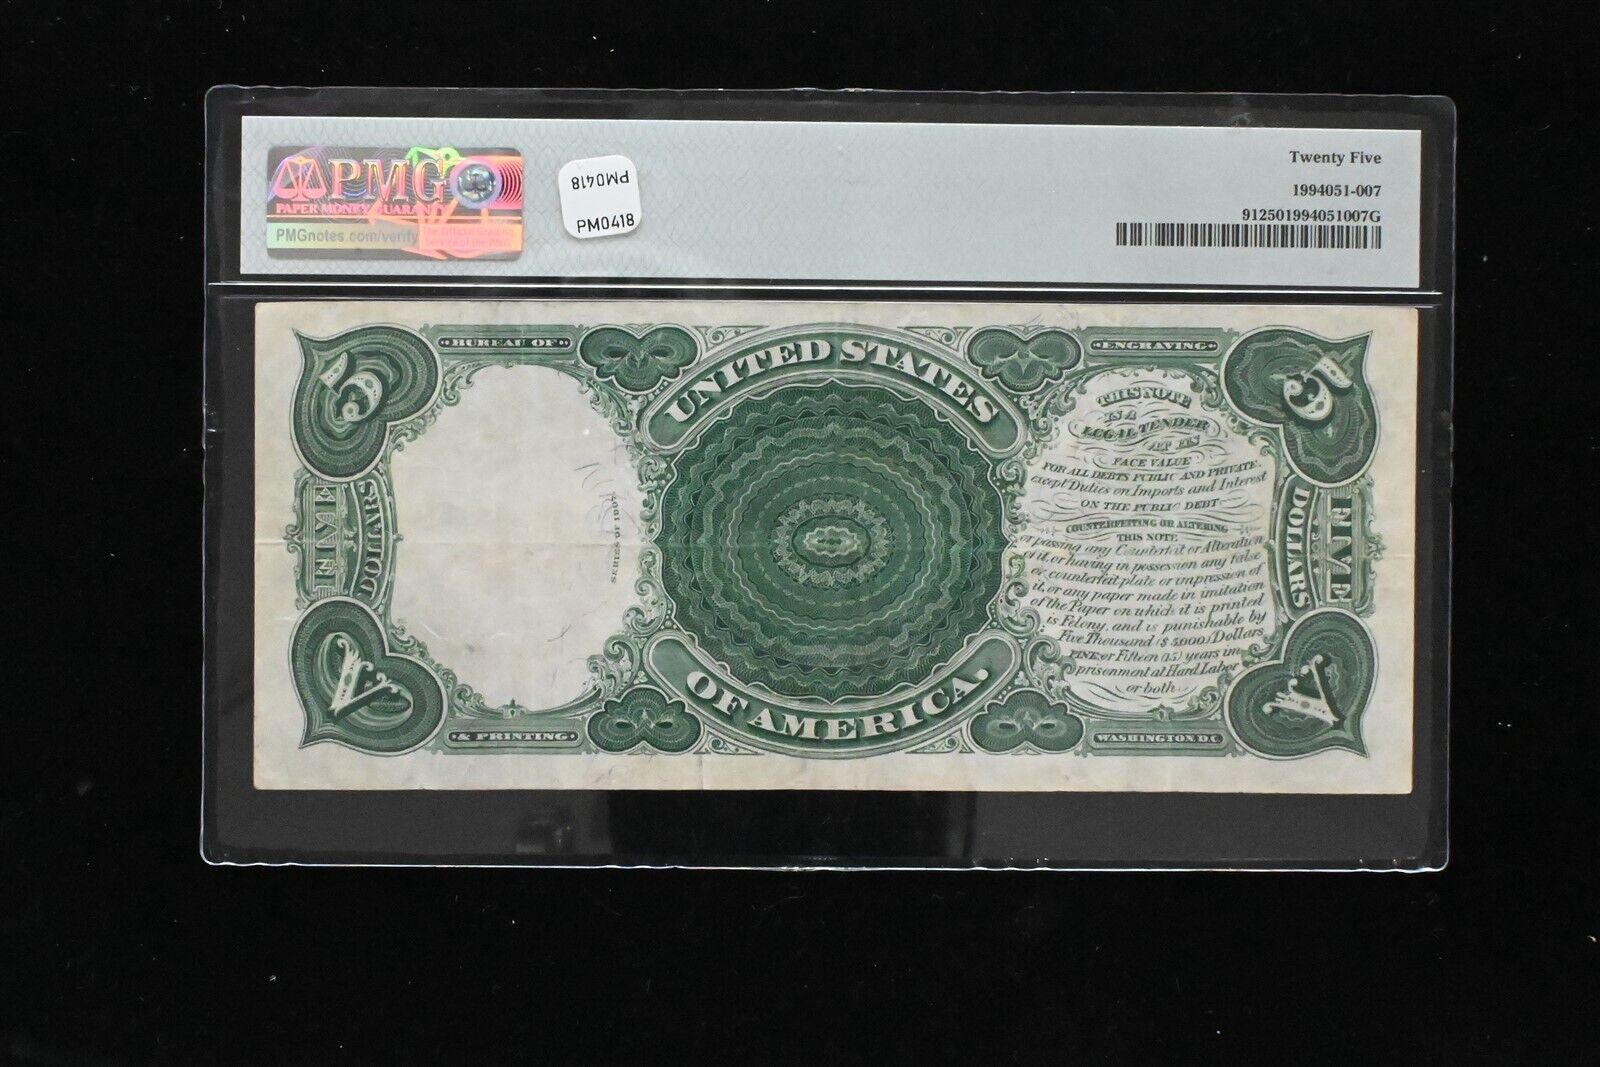 PMG
PAPER MONEY GUARANTY
PMGnotes.com/verify
PM0418
PM0418
Twenty Five
1994051-007
912501994051007G
BUREAU OF
ENGRAVING
UNITED STATES
5
5
FIVE
DOLLARS
SERIES OF 1907.
THIS NOTE
IS A
LEGAL TENDER
AT ITS
FACE VALUE
FOR ALL DEBTS PUBLIC AND PRIVATE,
except Duties on Imports and Interest
ON THE PUBLIC DEBT
COUNTERFEITING OR ALTERING
THIS NOTE
or passing any Counterfeit or Alteration
of it, or having in possession any false
or counterfeit plate or impression of
it, or any paper made in imitation
of the Paper on which it is printed
is Felony, and is punishable by
Five Thousand ($5000) Dollars
FINE or Fifteen (15) years im
prisonment at Hard Labor
or both.
FIVE
DOLLARS
V
V
OF AMERICA.
& PRINTING
WASHINGTON D.C.